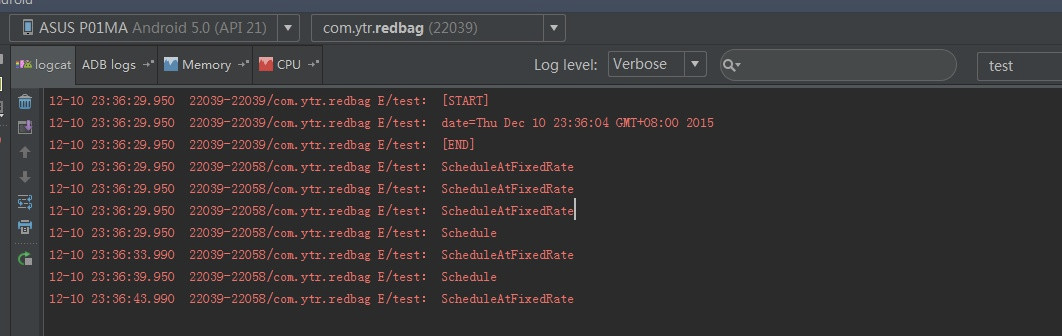 ndroid
ASUS P01MA Android 5.0 (API 21)
com.ytr.redbag (22039)
logcat
ADB logs
Memory
CPU
Log level:
Verbose
test
12-10 23:36:29.950 22039-22039/com.ytr.redbag E/test: [START]
12-10 23:36:29.950 22039-22039/com.ytr.redbag E/test: date=Thu Dec 10 23:36:04 GMT+08:00 2015
12-10 23:36:29.950 22039-22039/com.ytr.redbag E/test: [END]
12-10 23:36:29.950 22039-22058/com.ytr.redbag E/test: ScheduleAtFixedRate
12-10 23:36:29.950 22039-22058/com.ytr.redbag E/test: ScheduleAtFixedRate
12-10 23:36:29.950 22039-22058/com.ytr.redbag E/test: ScheduleAtFixedRate
12-10 23:36:29.950 22039-22058/com.ytr.redbag E/test: Schedule
12-10 23:36:33.990 22039-22058/com.ytr.redbag E/test: ScheduleAtFixedRate
12-10 23:36:39.950 22039-22058/com.ytr.redbag E/test: Schedule
12-10 23:36:43.990 22039-22058/com.ytr.redbag E/test: ScheduleAtFixedRate